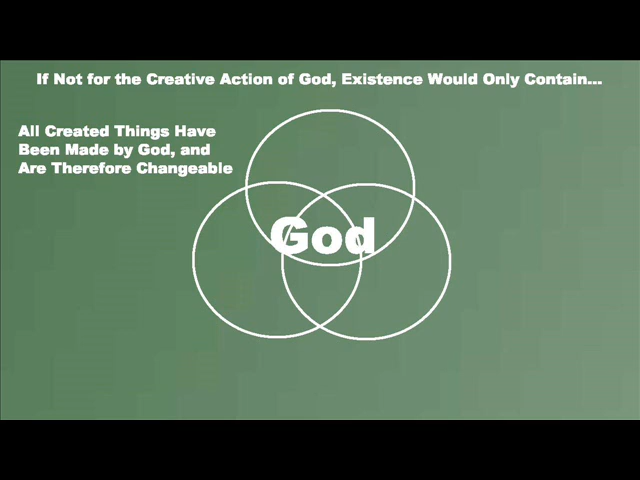 If Not for the Creative Action of God, Existence Would Only Contain...
All Created Things Have
Been Made by God, and
Are Therefore Changeable
God